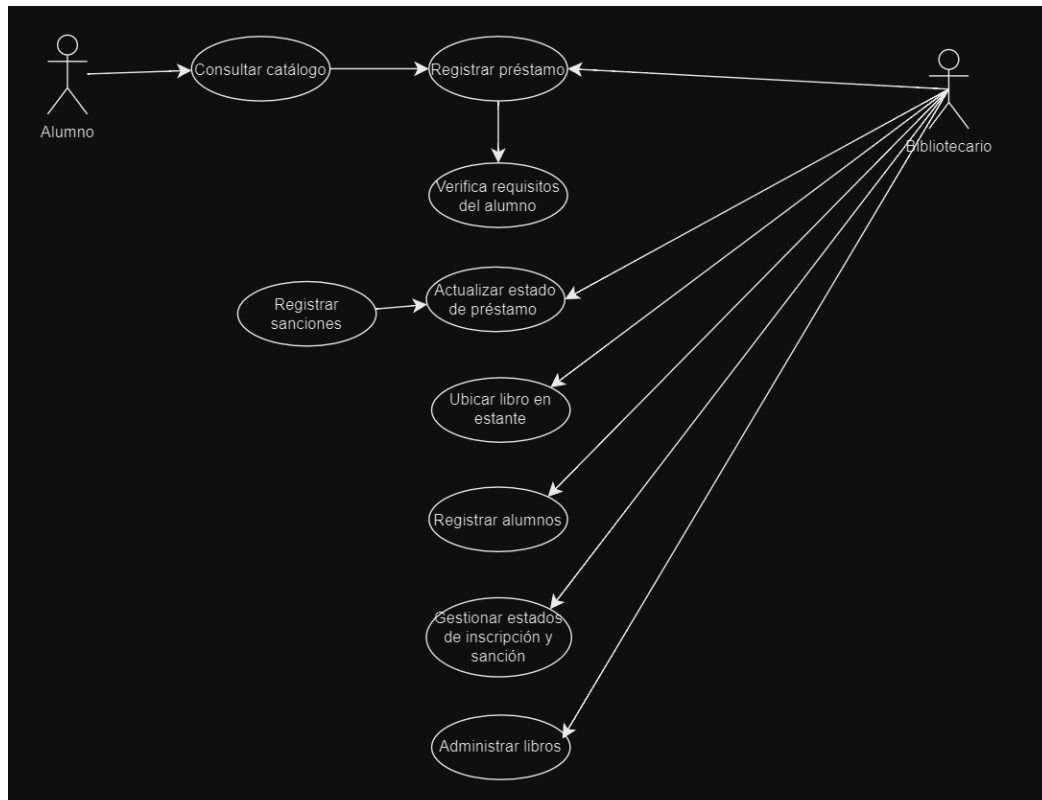 Consultar catálogo
Registrar préstamo
Alumno
Bibliotecario
Verifica requisitos
del alumno
Actualizar estado
de préstamo
Registrar
sanciones
Ubicar libro en
estante
Registrar alumnos
Gestionar estados
de inscripción y
sanción
Administrar libros